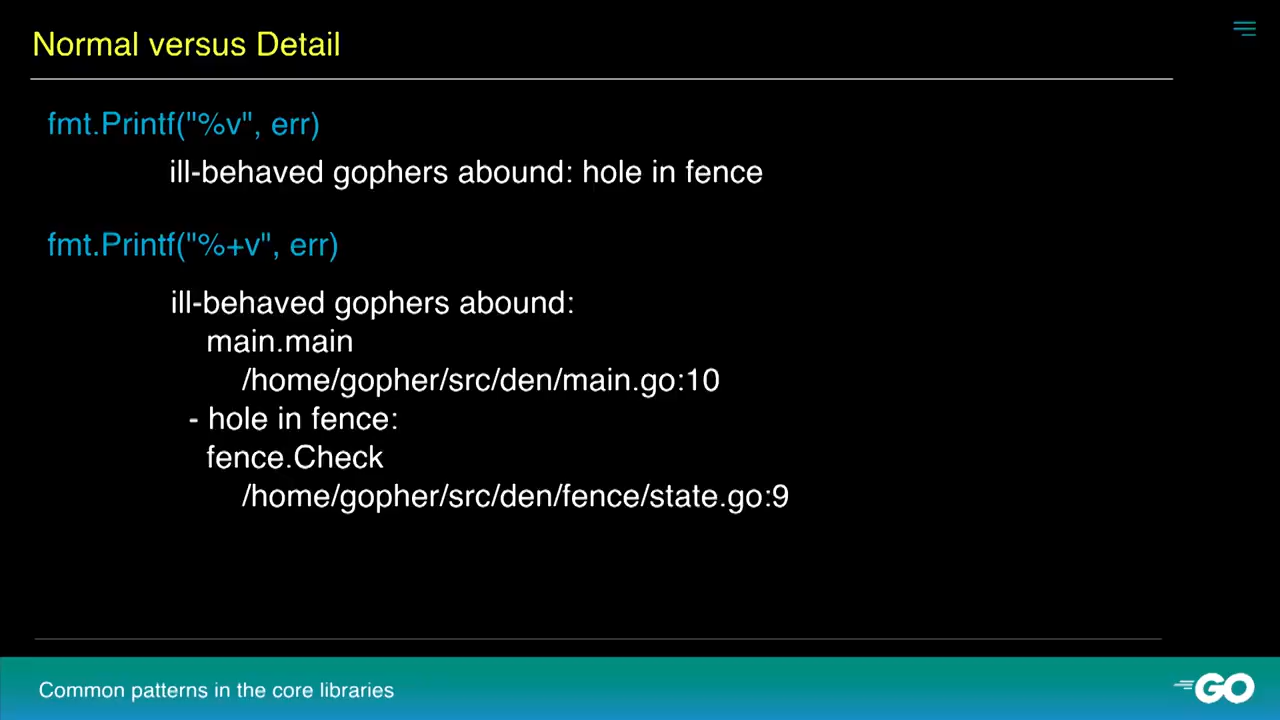 Normal versus Detail
fmt.Printf("%v", err)
ill-behaved gophers abound: hole in fence
fmt.Printf("%+v", err)
ill-behaved gophers abound:
main.main
/home/gopher/src/den/main.go:10
- hole in fence:
fence.Check
/home/gopher/src/den/fence/state.go:9
Common patterns in the core libraries
GO